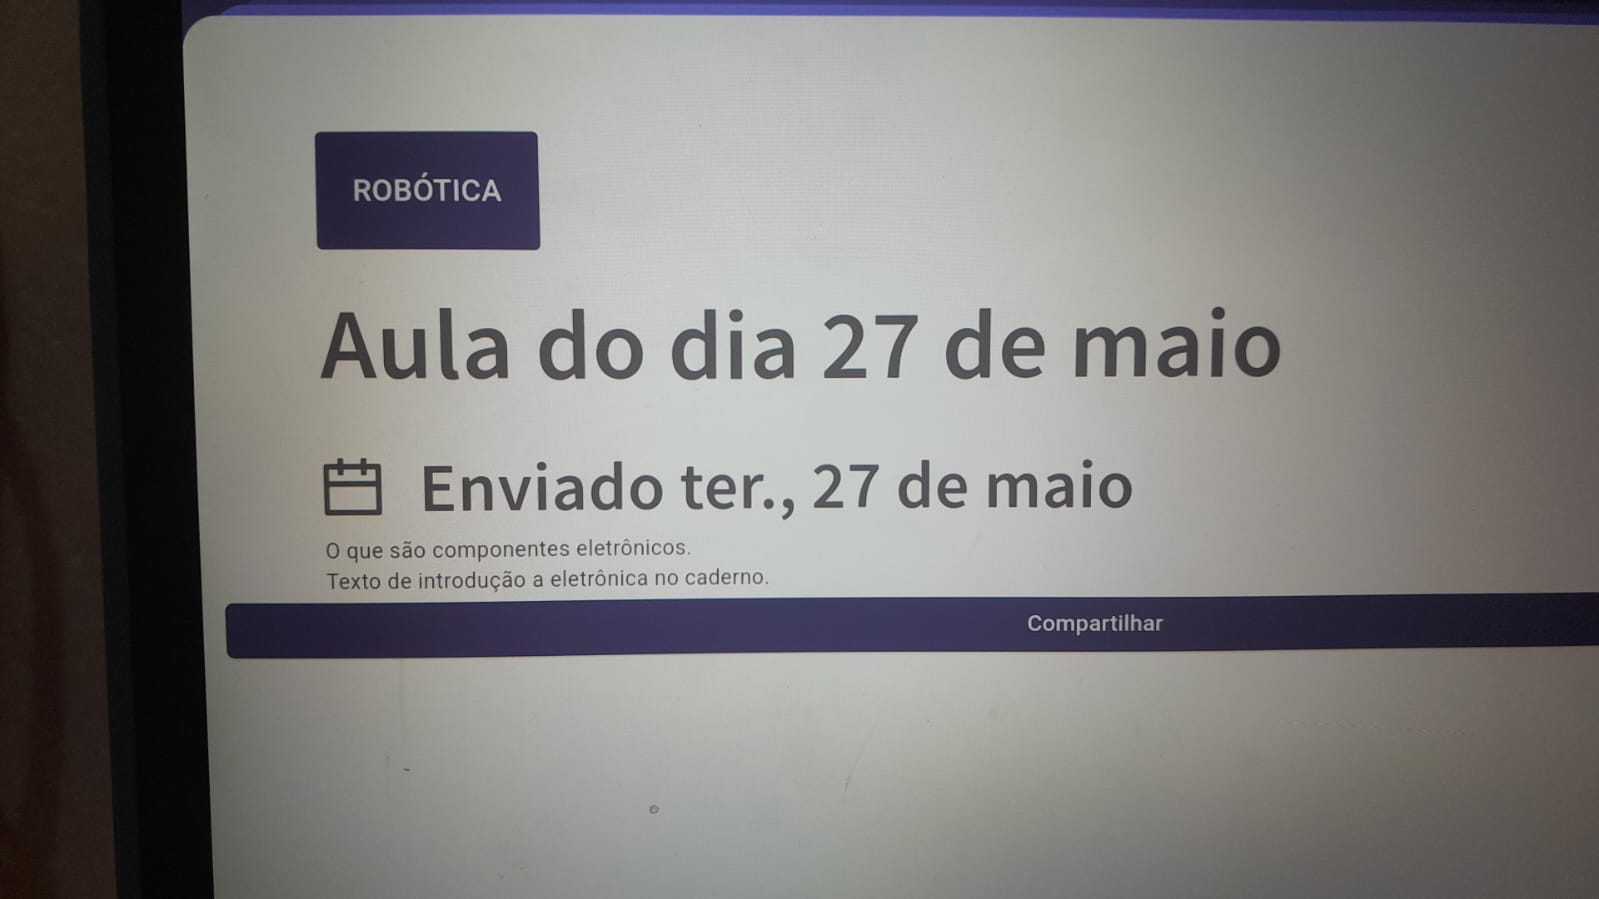 ROBÓTICA
Aula do dia 27 de maio
Enviado ter., 27 de maio
O que são componentes eletrônicos.
Texto de introdução a eletrônica no caderno.
Compartilhar